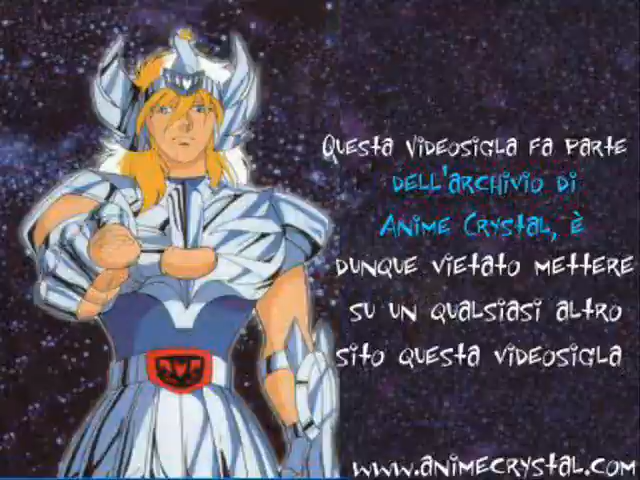 Questa videosigla fa parte
dell'archivio di
Anime Crystal, è
dunque vietato mettere
su un qualsiasi altro
sito questa videosigla
www.animecrystal.com